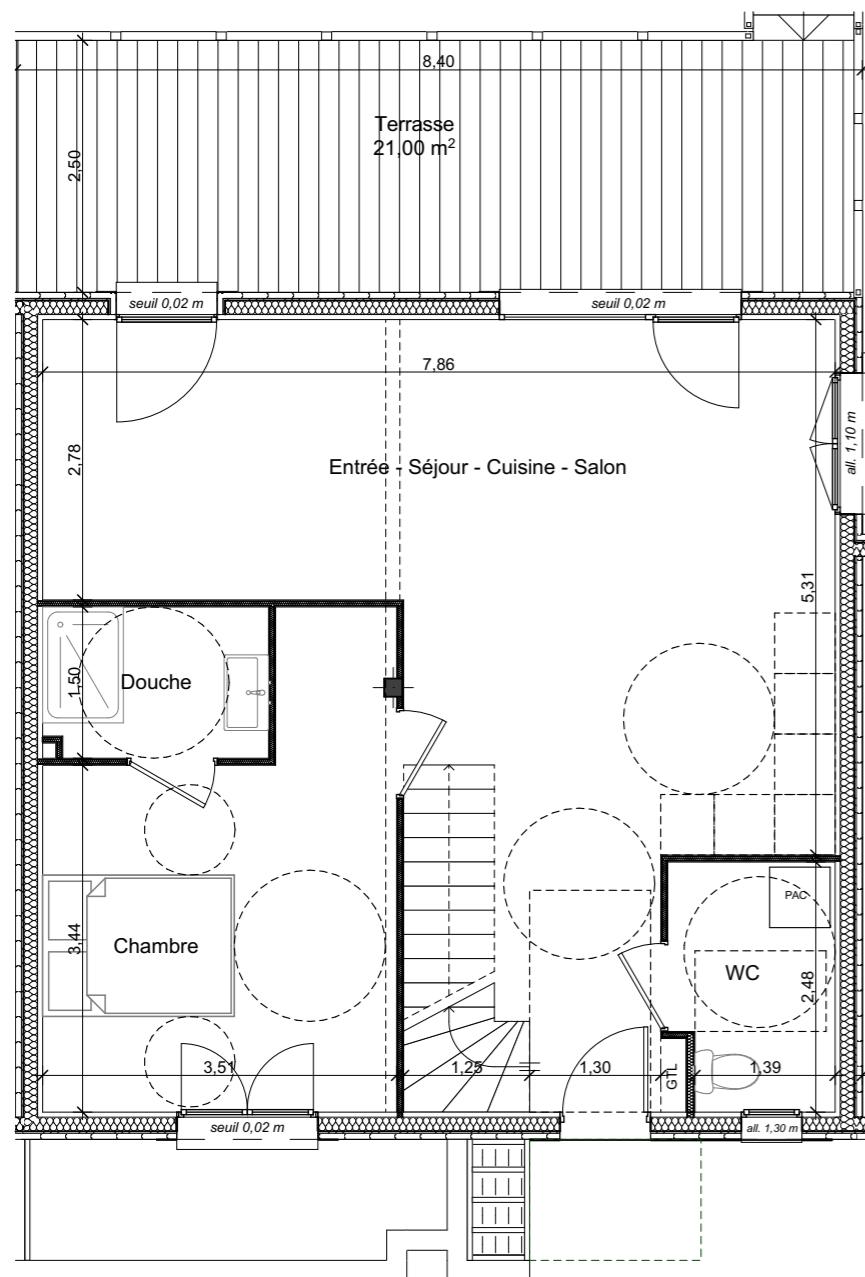 8,40
Terrasse
21,00 m²
2,50
seuil 0,02 m
seuil 0,02 m
7,86
all. 1,10 m
2,78
Entrée - Séjour - Cuisine - Salon
5,31
1,50
Douche
PAC
Chambre
3,44
WC
2,48
3,51
1,25
1,30
GTL
1,39
seuil 0,02 m
all. 1,30 m